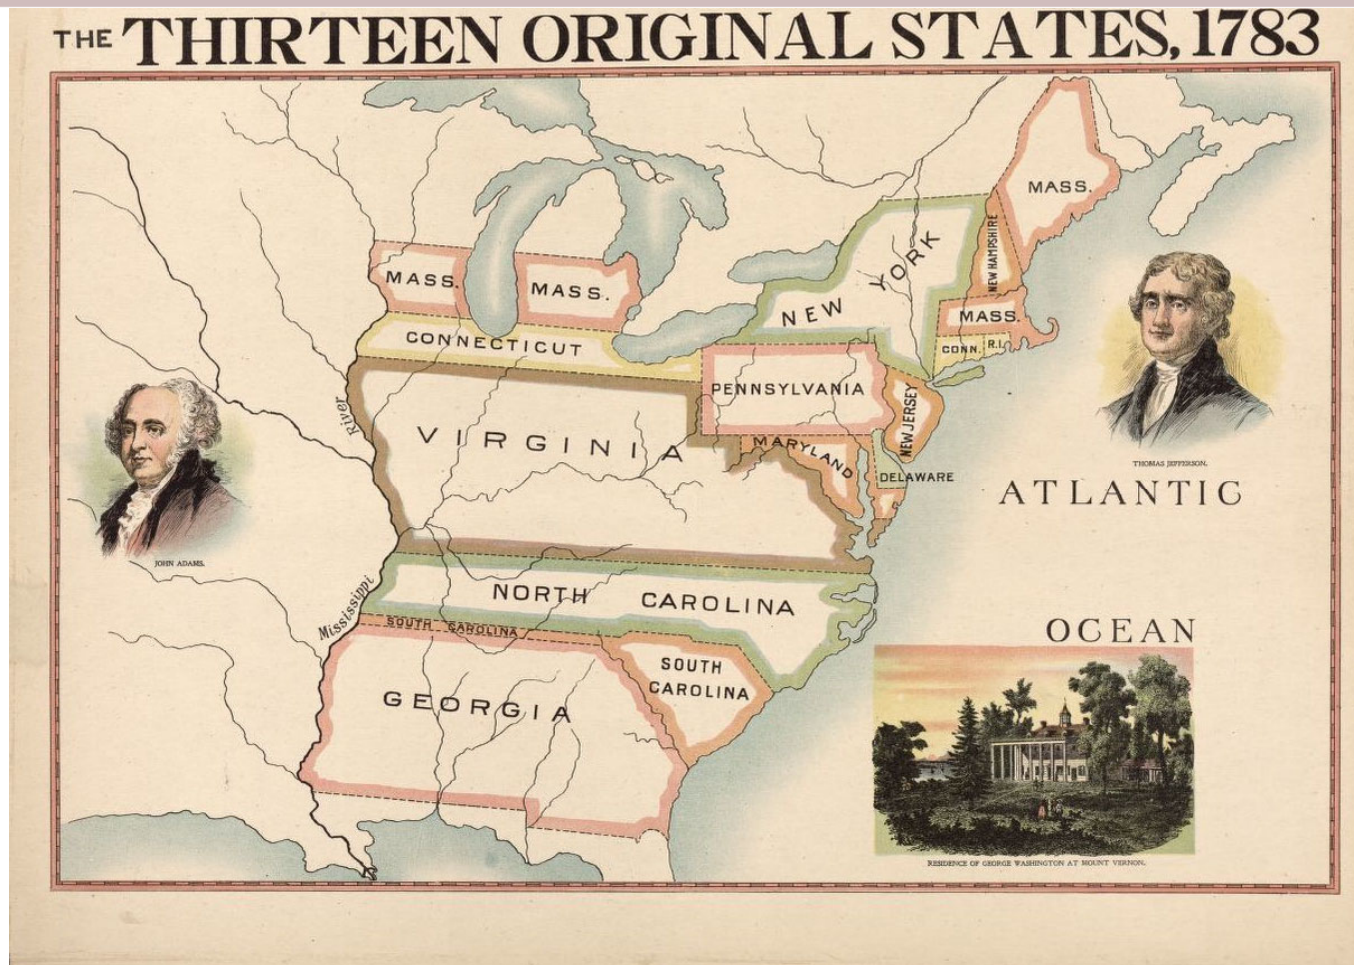 THE THIRTEEN ORIGINAL STATES, 1783
MASS.
MASS.
MASS.
NEW YORK
NEW HAMPSHIRE
MASS.
CONN.
R.I.
CONNECTICUT
PENNSYLVANIA
NEW JERSEY
VIRGINIA
MARYLAND
DELAWARE
River
THOMAS JEFFERSON.
ATLANTIC
JOHN ADAMS.
Mississippi
NORTH CAROLINA
SOUTH CAROLINA
OCEAN
SOUTH
CAROLINA
GEORGIA
RESIDENCE OF GEORGE WASHINGTON AT MOUNT VERNON.